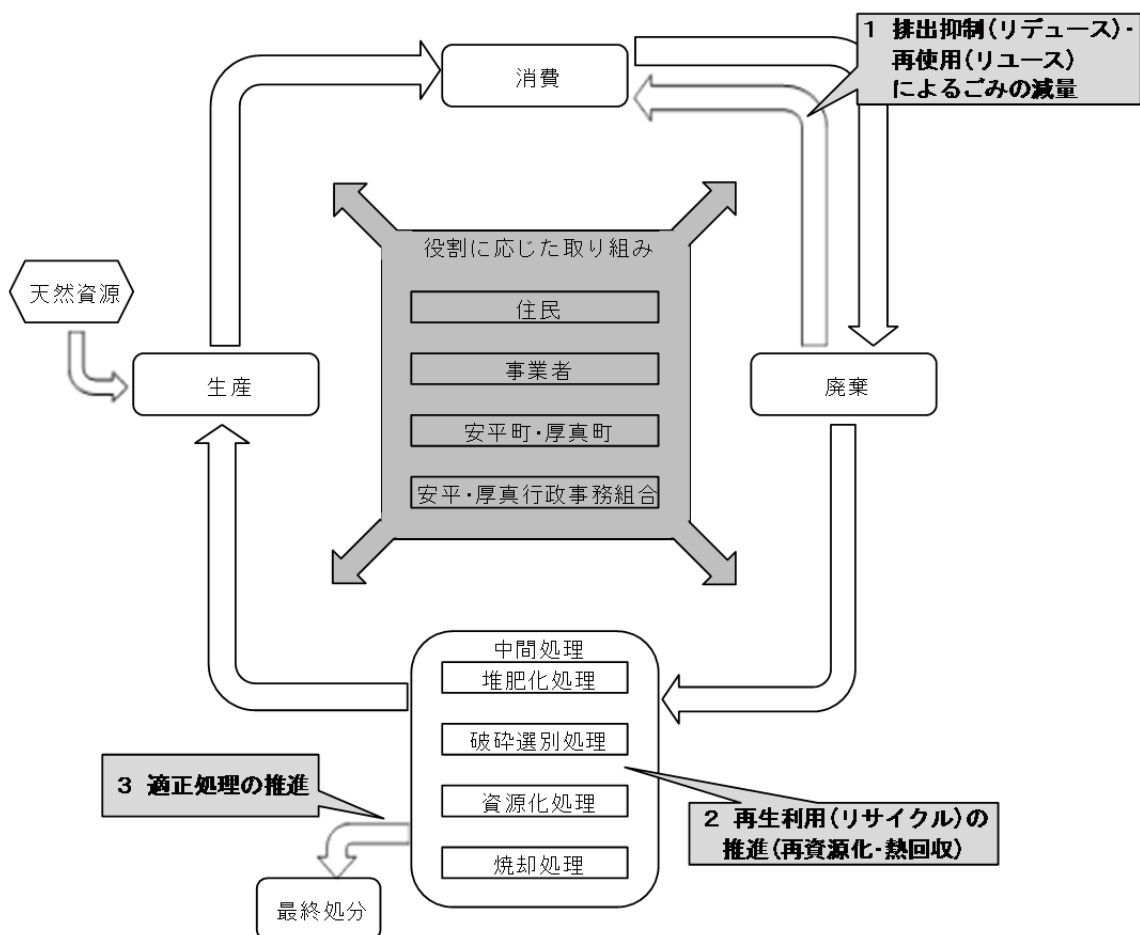 1 排出抑制(リデュース)・
再使用(リユース)
によるごみの減量
消費
役割に応じた取り組み
天然資源
住民
事業者
生産
廃棄
安平町・厚真町
安平・厚真行政事務組合
中間処理
堆肥化処理
破砕選別処理
3 適正処理の推進
資源化処理
2 再生利用(リサイクル)の
推進(再資源化・熱回収)
焼却処理
最終処分